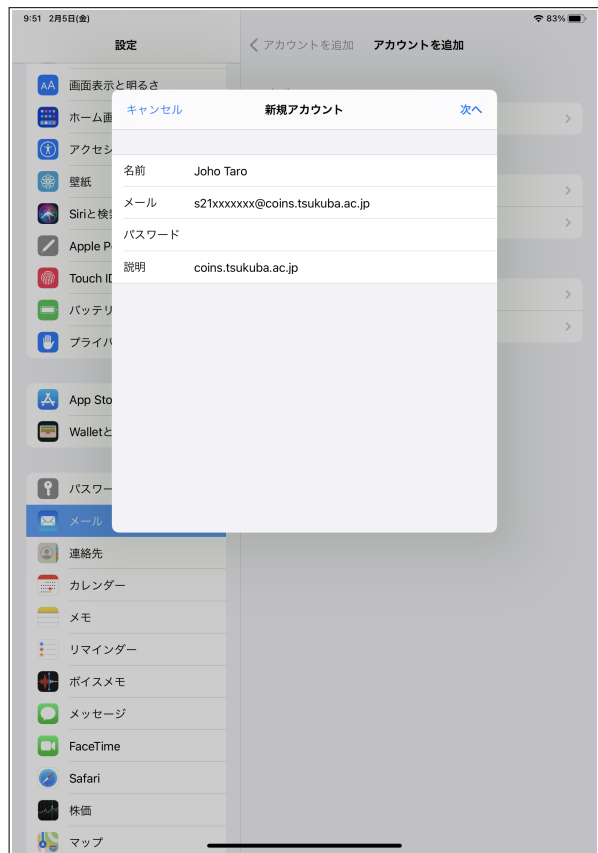 9:51 2月5日(金)
83%
設定
アカウントを追加 アカウントを追加
画面表示と明るさ
キャンセル 新規アカウント 次へ
ホーム画
アクセシ
壁紙
Siriと検
Apple P
Touch ID
バッテリ
プライバ
名前 Joho Taro
メール s21xxxxxx@coins.tsukuba.ac.jp
パスワード
説明 coins.tsukuba.ac.jp
App Sto
Walletと
パスワー
メール
連絡先
カレンダー
メモ
リマインダー
ボイスメモ
メッセージ
FaceTime
Safari
株価
マップ